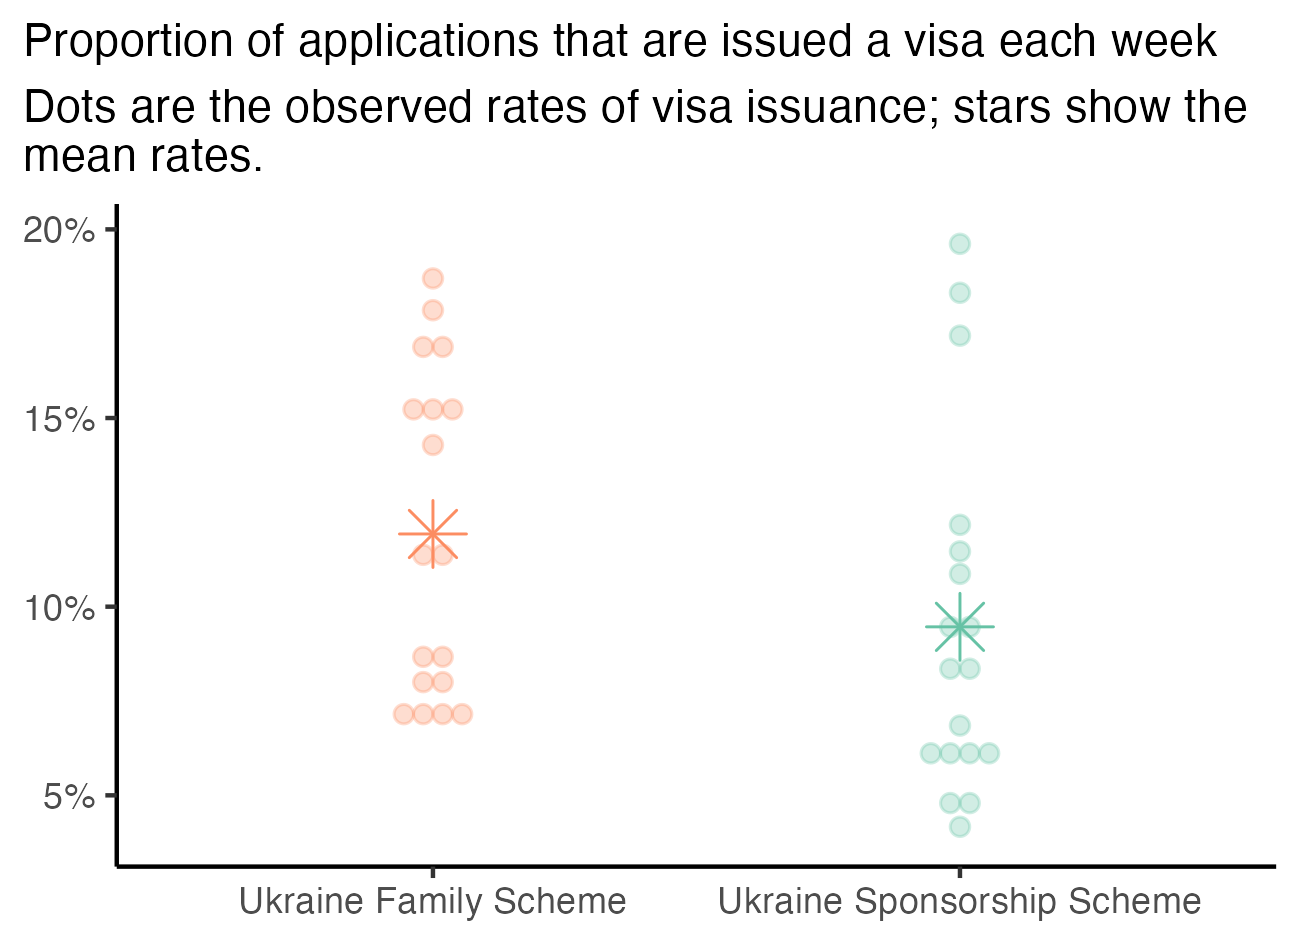 Proportion of applications that are issued a visa each week
Dots are the observed rates of visa issuance; stars show the
mean rates.
20%
15%
10%
5%
Ukraine Family Scheme
Ukraine Sponsorship Scheme